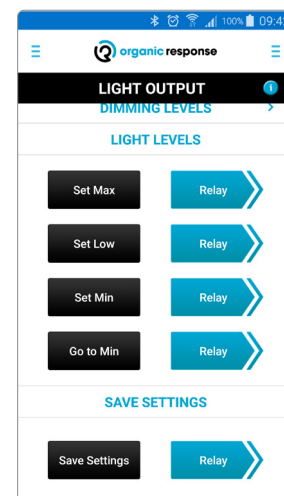 100% 09:4
organic response
LIGHT OUTPUT i
DIMMING LEVELS >
LIGHT LEVELS
Set Max Relay
Set Low Relay
Set Min Relay
Go to Min Relay
SAVE SETTINGS
Save Settings Relay